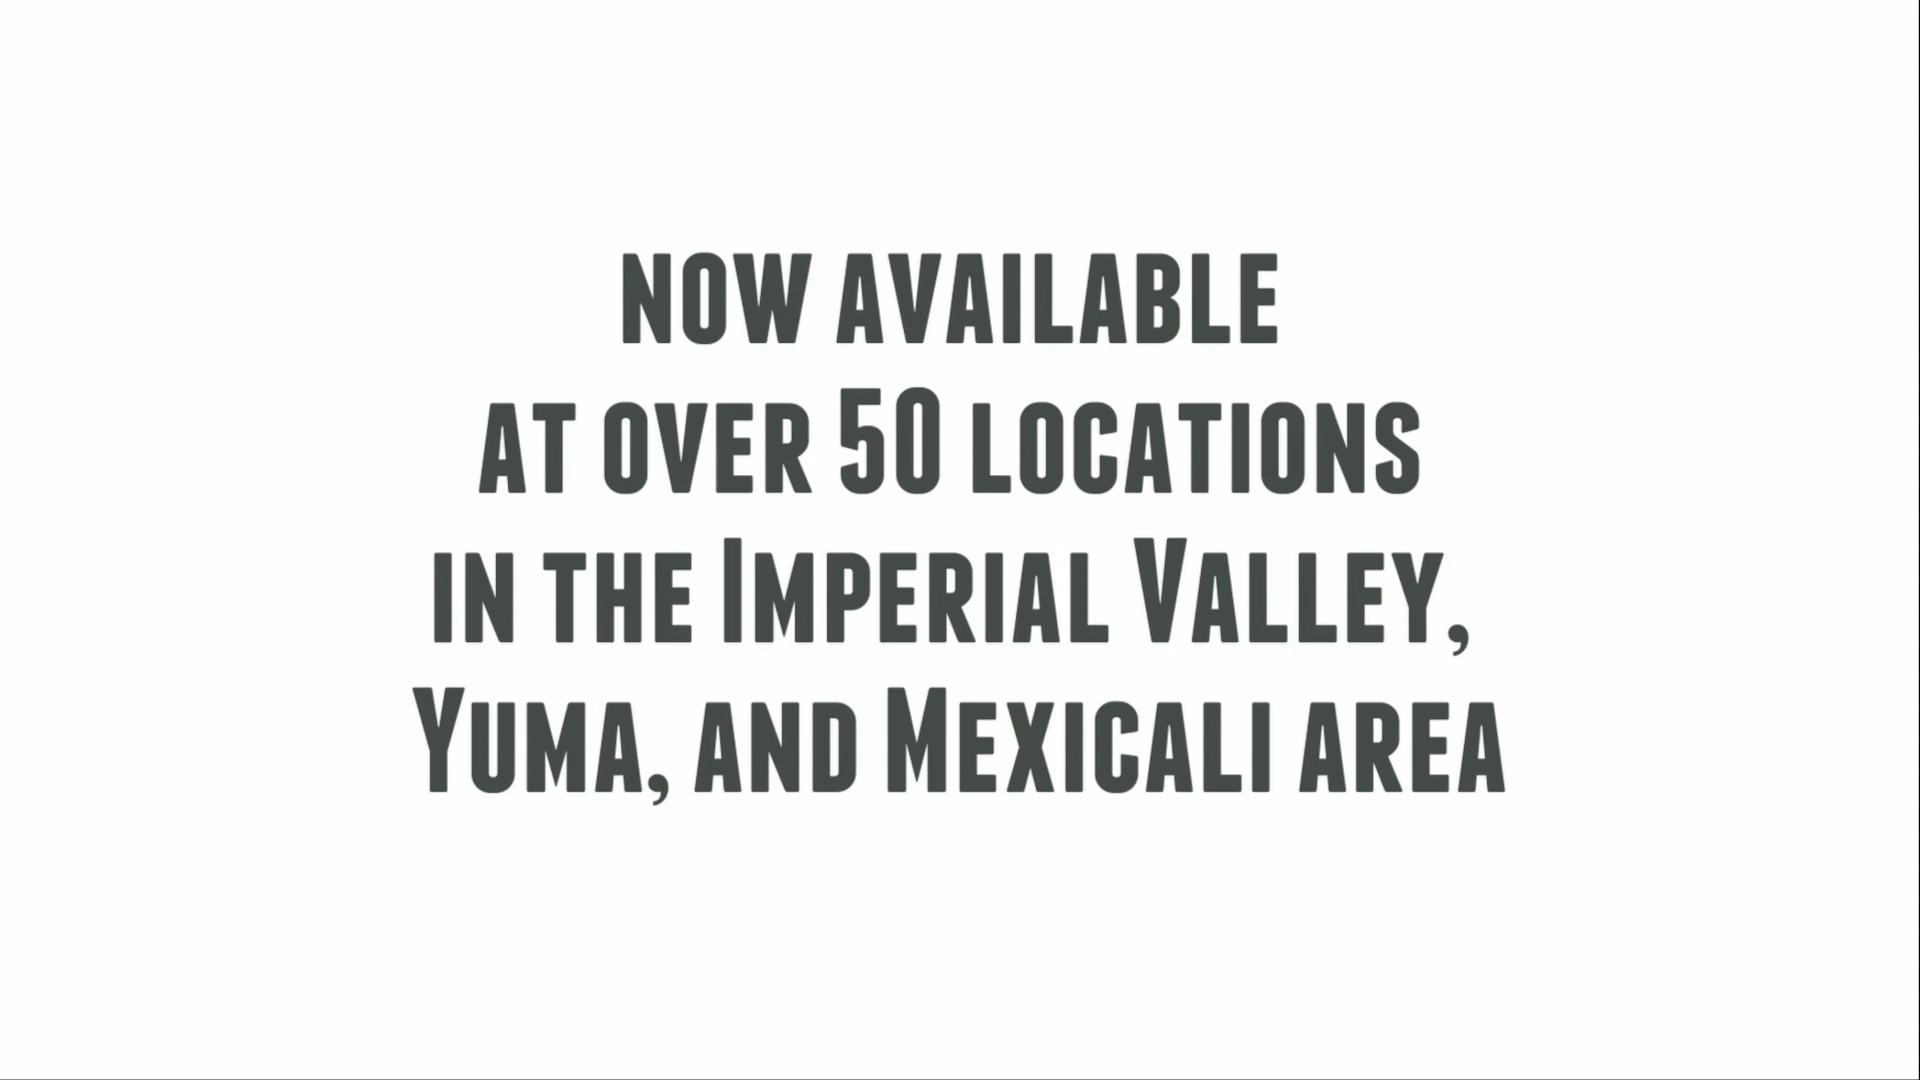 now available
at over 50 locations
in the Imperial Valley,
Yuma, and Mexicali area